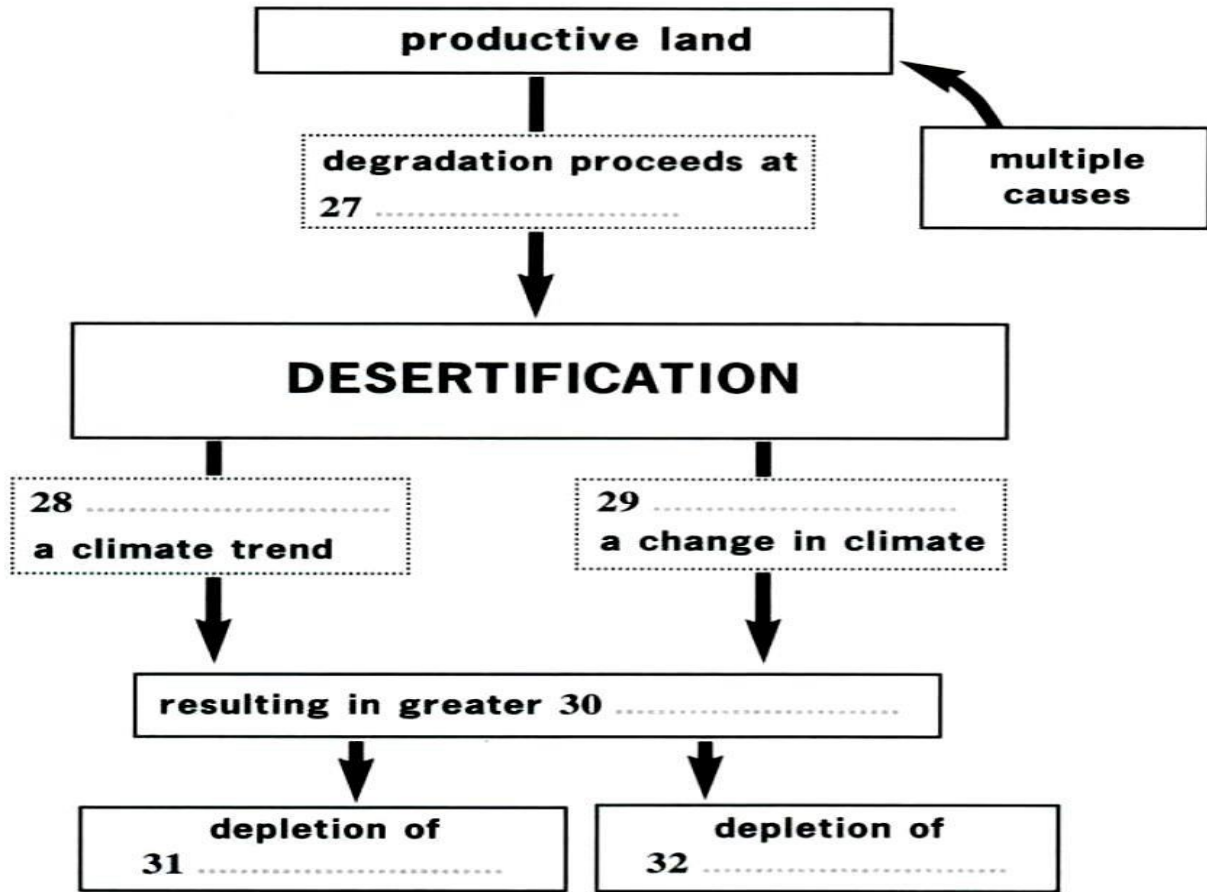 productive land
multiple
causes
degradation proceeds at
27 ........................................
DESERTIFICATION
28 ........................................
a climate trend
29 ........................................
a change in climate
resulting in greater 30 ........................................
depletion of
31 ........................................
depletion of
32 ........................................